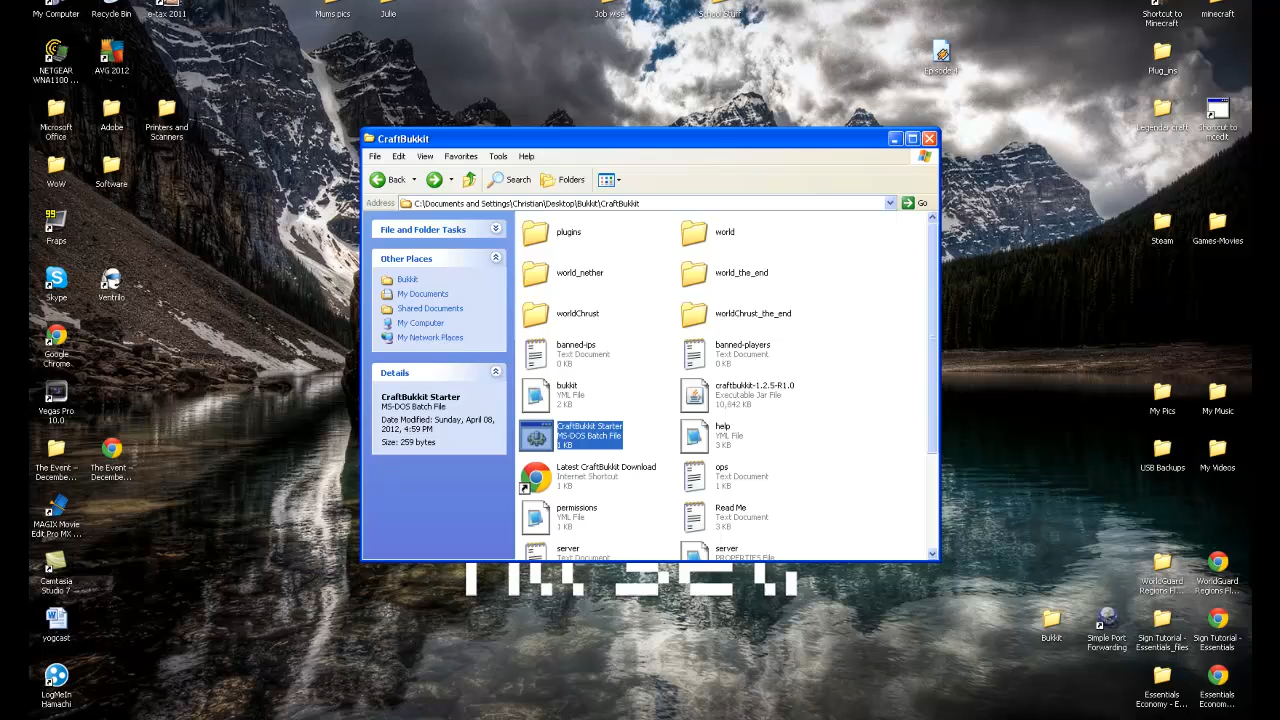 My Computer
Recycle Bin
e-tax 2011
Mums pics
Julie
Job wise
School Stuff
Shortcut to
Minecraft
minecraft
NETGEAR
WNA1100 ...
AVG 2012
Episode 4
Plug_ins
Microsoft
Office
Adobe
Printers and
Scanners
Legendar craft
Shortcut to
mcedit
WoW
Software
Fraps
Steam
Games-Movies
Skype
Ventrilo
Google
Chrome
Vegas Pro
10.0
My Pics
My Music
The Event –
Decembe...
The Event –
Decembe...
USB Backups
My Videos
MAGIX Movie
Edit Pro MX ...
Camtasia
Studio 7
WorldGuard
Regions Fl...
WorldGuard
Regions Fl...
yogcast
Bukkit
Simple Port
Forwarding
Sign Tutorial -
Essentials_files
Sign Tutorial -
Essentials
LogMeIn
Hamachi
Essentials
Economy - E...
Essentials
Econom...
CraftBukkit
File Edit View Favorites Tools Help
Back Search Folders
Address C:\Documents and Settings\Christian\Desktop\Bukkit\CraftBukkit Go
File and Folder Tasks
Other Places
Bukkit
My Documents
Shared Documents
My Computer
My Network Places
Details
CraftBukkit Starter
MS-DOS Batch File
Date Modified: Sunday, April 08,
2012, 4:59 PM
Size: 259 bytes
plugins
world
world_nether
world_the_end
worldChrust
worldChrust_the_end
banned-ips
Text Document
0 KB
banned-players
Text Document
0 KB
bukkit
YML File
2 KB
craftbukkit-1.2.5-R1.0
Executable Jar File
10,842 KB
CraftBukkit Starter
MS-DOS Batch File
1 KB
help
YML File
3 KB
Latest CraftBukkit Download
Internet Shortcut
1 KB
ops
Text Document
1 KB
permissions
YML File
1 KB
Read Me
Text Document
3 KB
server
Text Document
server
PROPERTIES File